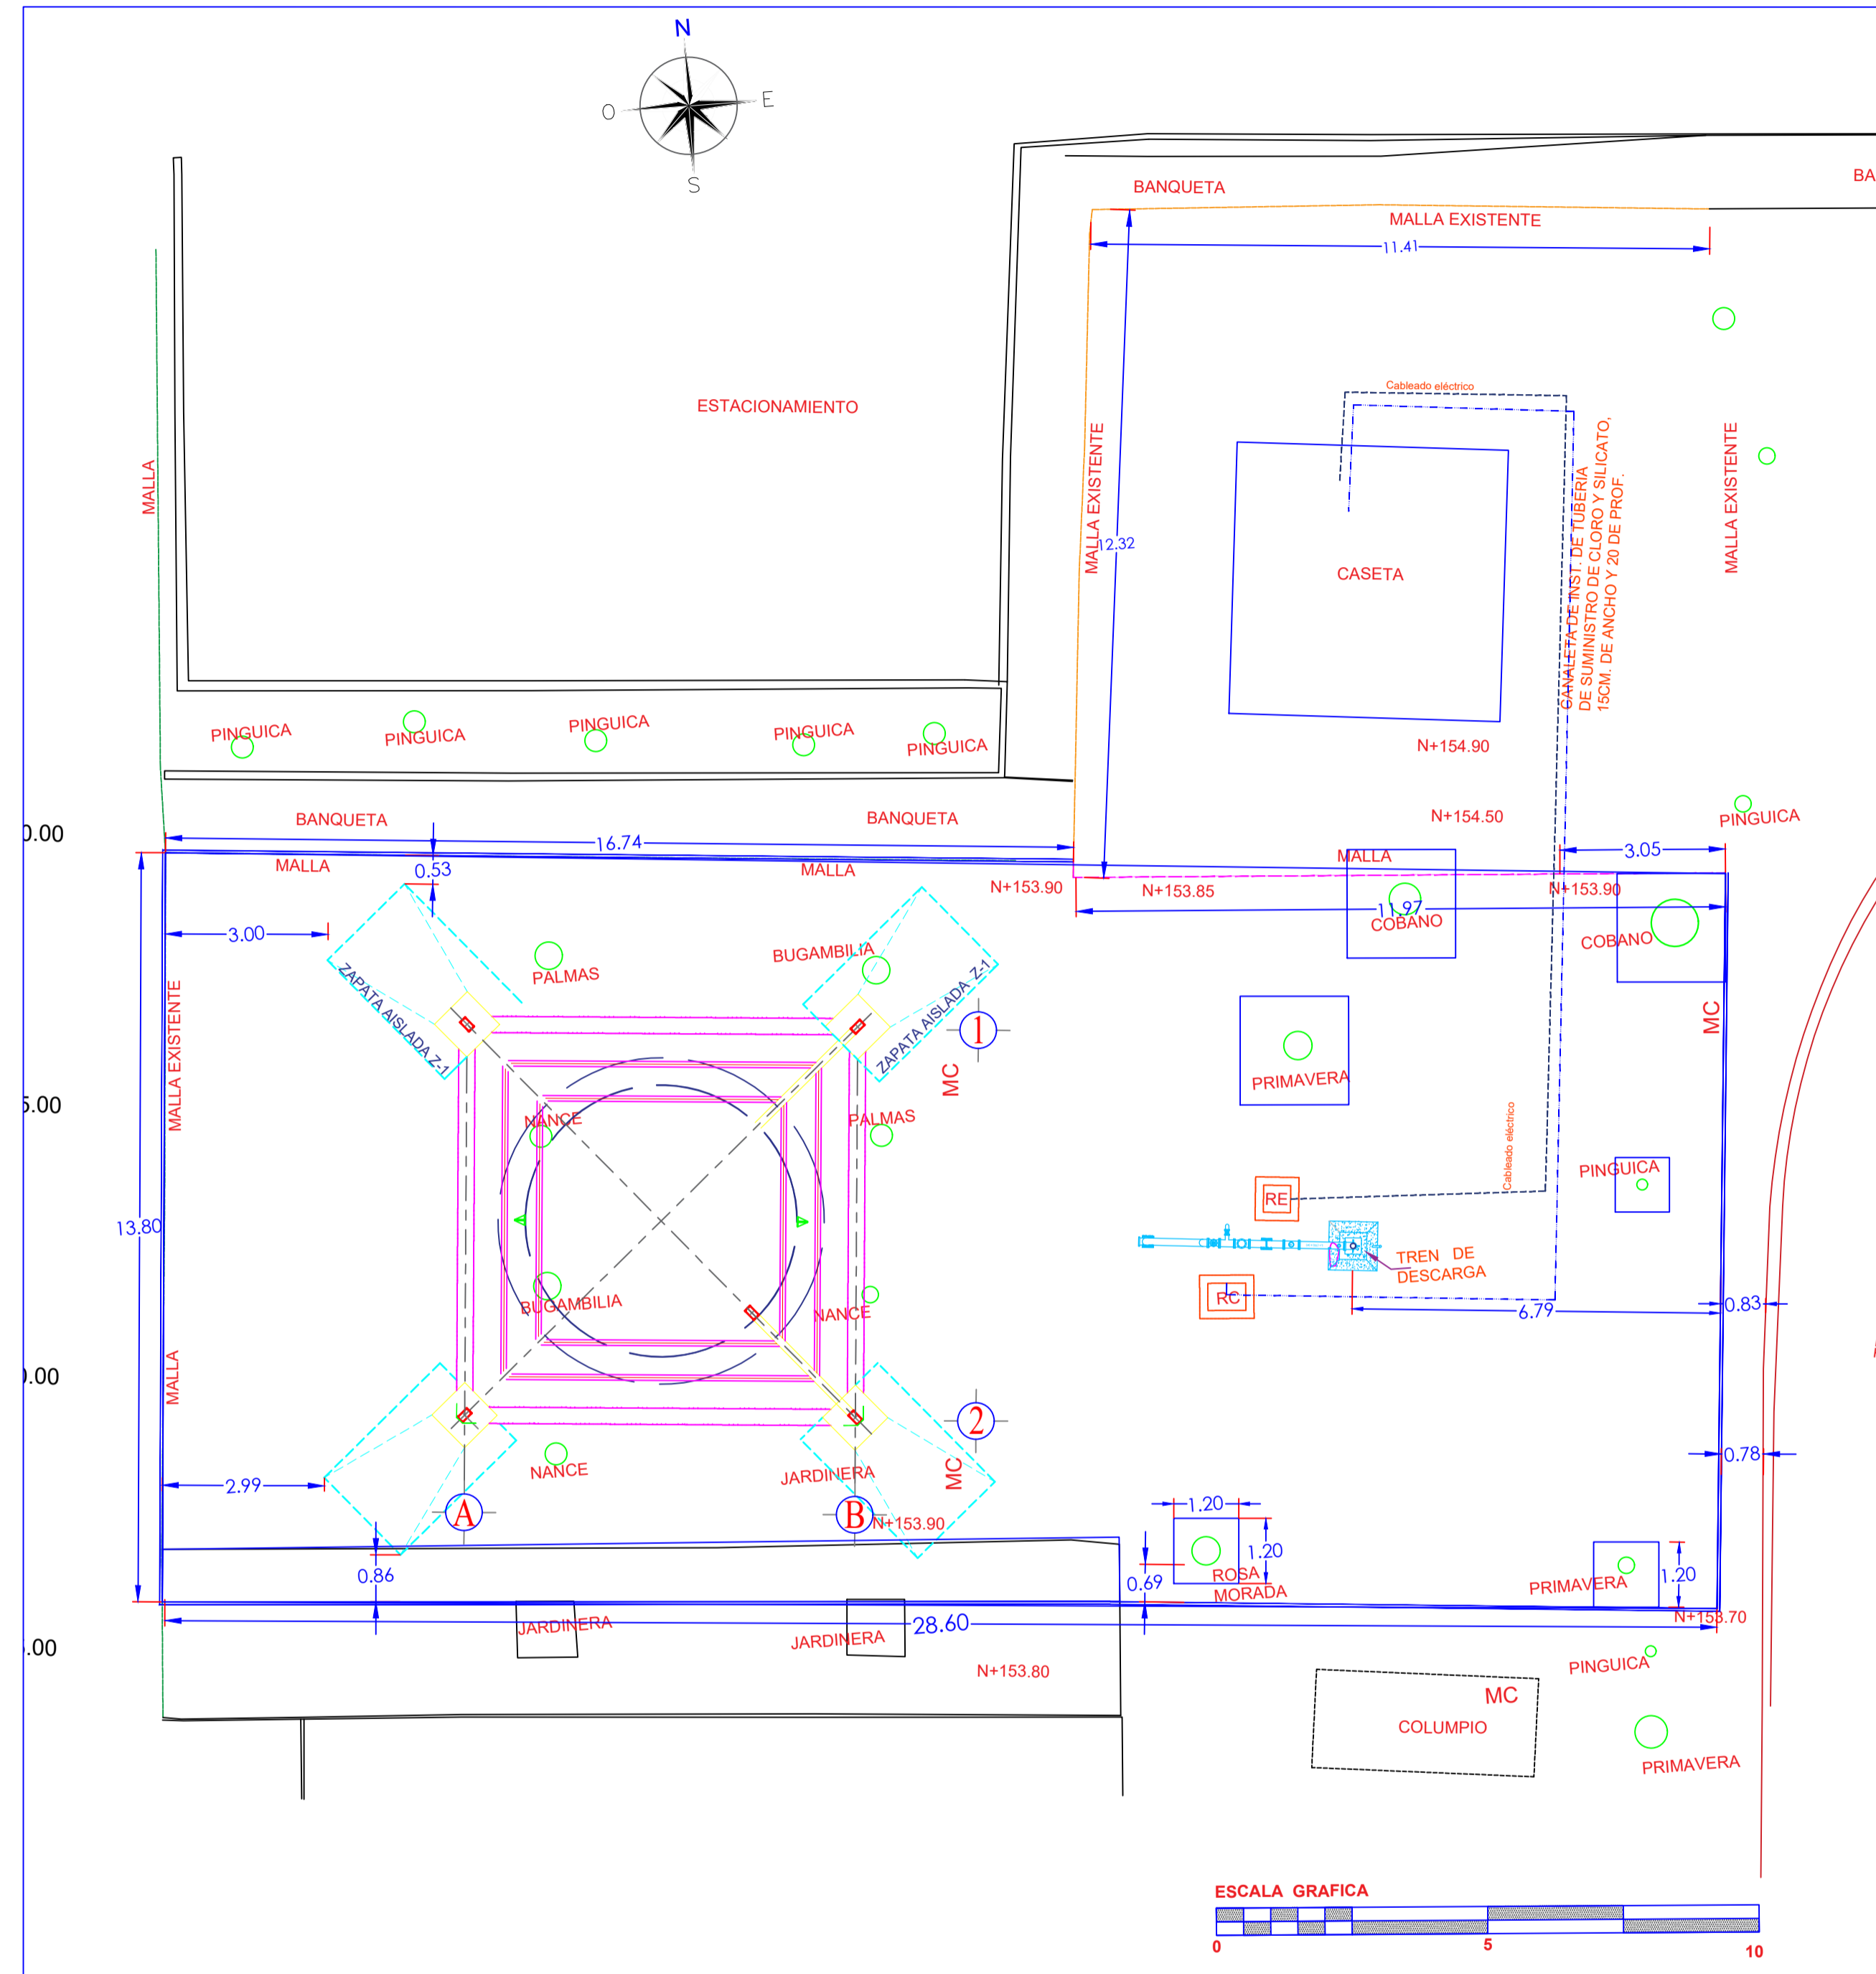 N
O
E
S
BANQUETA
BA
MALLA EXISTENTE
11.41
Cableado eléctrico
ESTACIONAMIENTO
MALLA
MALLA EXISTENTE
12.32
CASETA
CANALETA DE INST. DE TUBERIA
DE SUMINISTRO DE CLORO Y SILICATO,
15CM. DE ANCHO Y 20 DE PROF.
MALLA EXISTENTE
PINGUICA
PINGUICA
PINGUICA
PINGUICA
PINGUICA
N+154.90
N+154.50
PINGUICA
BANQUETA
BANQUETA
0.00
16.74
MALLA
0.53
MALLA
MALLA
3.05
N+153.90
N+153.85
N+153.90
11.97
COBANO
COBANO
3.00
ZAPATA AISLADA Z-1
PALMAS
BUGAMBILIA
ZAPATA AISLADA Z-1
1
MC
MC
MALLA EXISTENTE
PRIMAVERA
5.00
NANCE
PALMAS
Cableado eléctrico
PINGUICA
RE
13.80
TREN DE
DESCARGA
RC
BUGAMBILIA
NANCE
6.79
0.83
MALLA
0.00
2
MC
0.78
NANCE
JARDINERA
2.99
A
B
N+153.90
1.20
1.20
0.86
0.69
ROSA
MORADA
PRIMAVERA
1.20
N+153.70
JARDINERA
JARDINERA
28.60
.00
N+153.80
PINGUICA
MC
COLUMPIO
PRIMAVERA
ESCALA GRAFICA
0
5
10